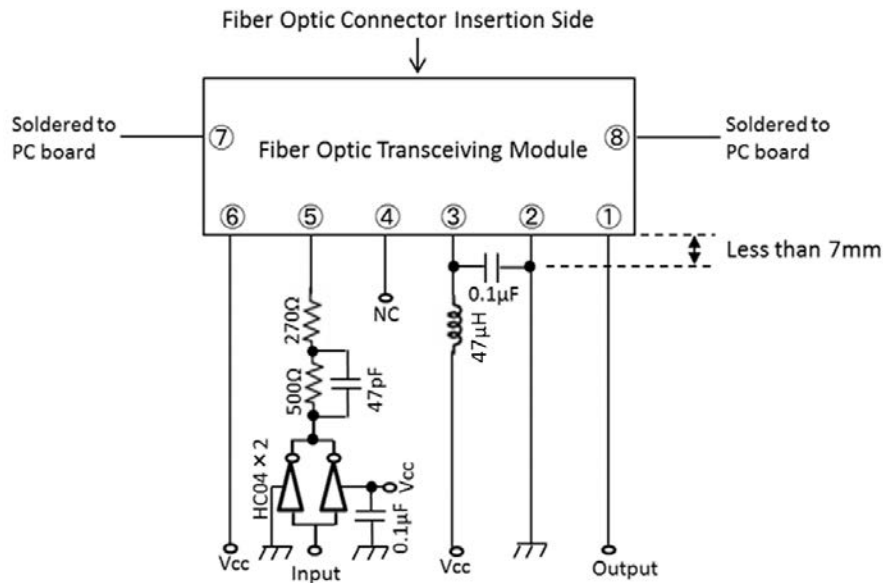 Fiber Optic Connector Insertion Side
Soldered to
PC board
⑦
Fiber Optic Transceiving Module
⑧
Soldered to
PC board
⑥
⑤
④
③
②
①
Less than 7mm
0.1μF
NC
270Ω
47μH
500Ω
47pF
HC04×2
Vcc
0.1μF
Vcc
Input
Vcc
Output